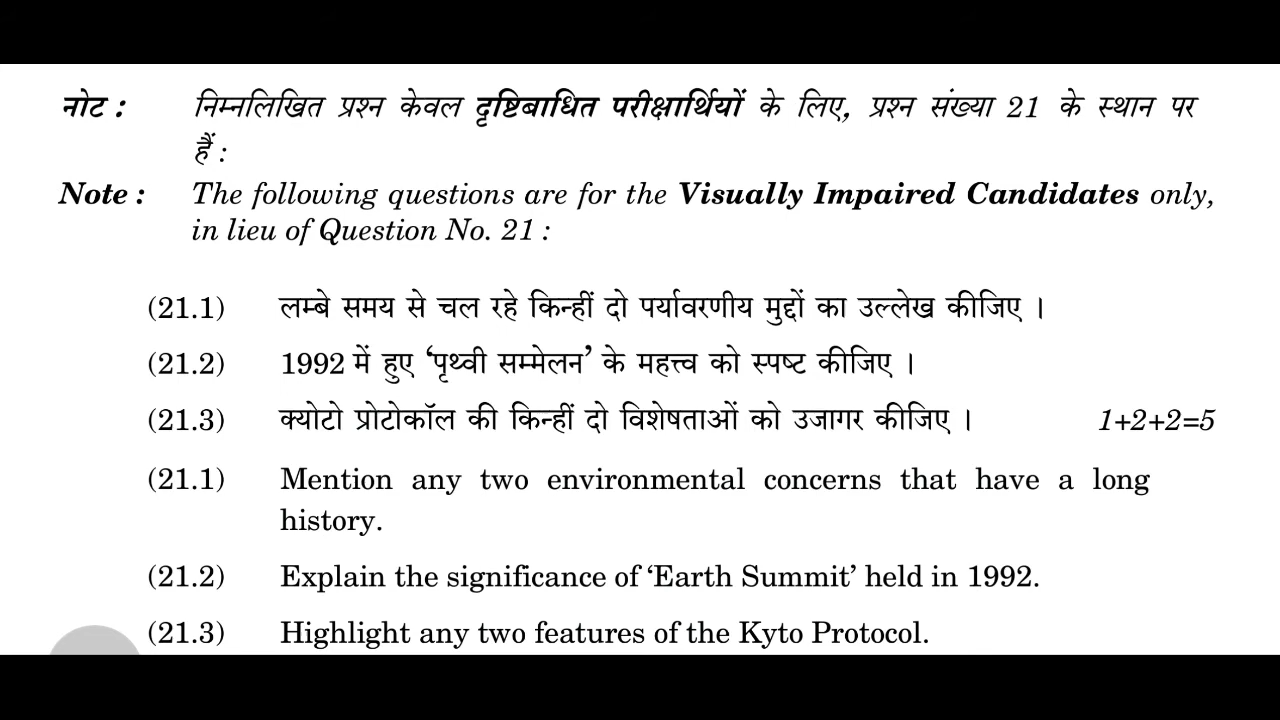 नोट : निम्नलिखित प्रश्न केवल दृष्टिबाधित परीक्षार्थियों के लिए, प्रश्न संख्या 21 के स्थान पर
हैं :
Note : The following questions are for the Visually Impaired Candidates only,
in lieu of Question No. 21 :
(21.1) लम्बे समय से चल रहे किन्हीं दो पर्यावरणीय मुद्दों का उल्लेख कीजिए ।
(21.2) 1992 में हुए ‘पृथ्वी सम्मेलन’ के महत्त्व को स्पष्ट कीजिए ।
(21.3) क्योटो प्रोटोकॉल की किन्हीं दो विशेषताओं को उजागर कीजिए । 1+2+2=5
(21.1) Mention any two environmental concerns that have a long
history.
(21.2) Explain the significance of ‘Earth Summit’ held in 1992.
(21.3) Highlight any two features of the Kyto Protocol.